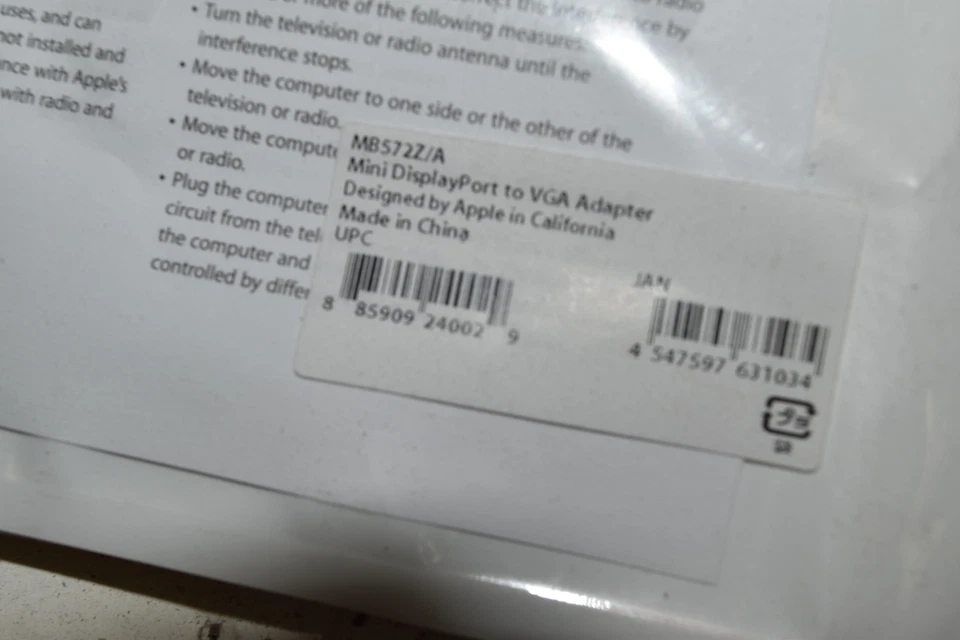 uses, and can
not installed and
nce with Apple's
with radio and
radio
more of the following measures:
by
• Turn the television or radio antenna until the
interference stops.
• Move the computer to one side or the other of the
television or radio.
• Move the compute
or radio.
• Plug the computer
circuit from the tel
the computer and
controlled by differ
MB572Z/A
Mini DisplayPort to VGA Adapter
Designed by Apple in California
Made in China
UPC
8 85909 24002 9
JAN
4 547597 631034
プラ